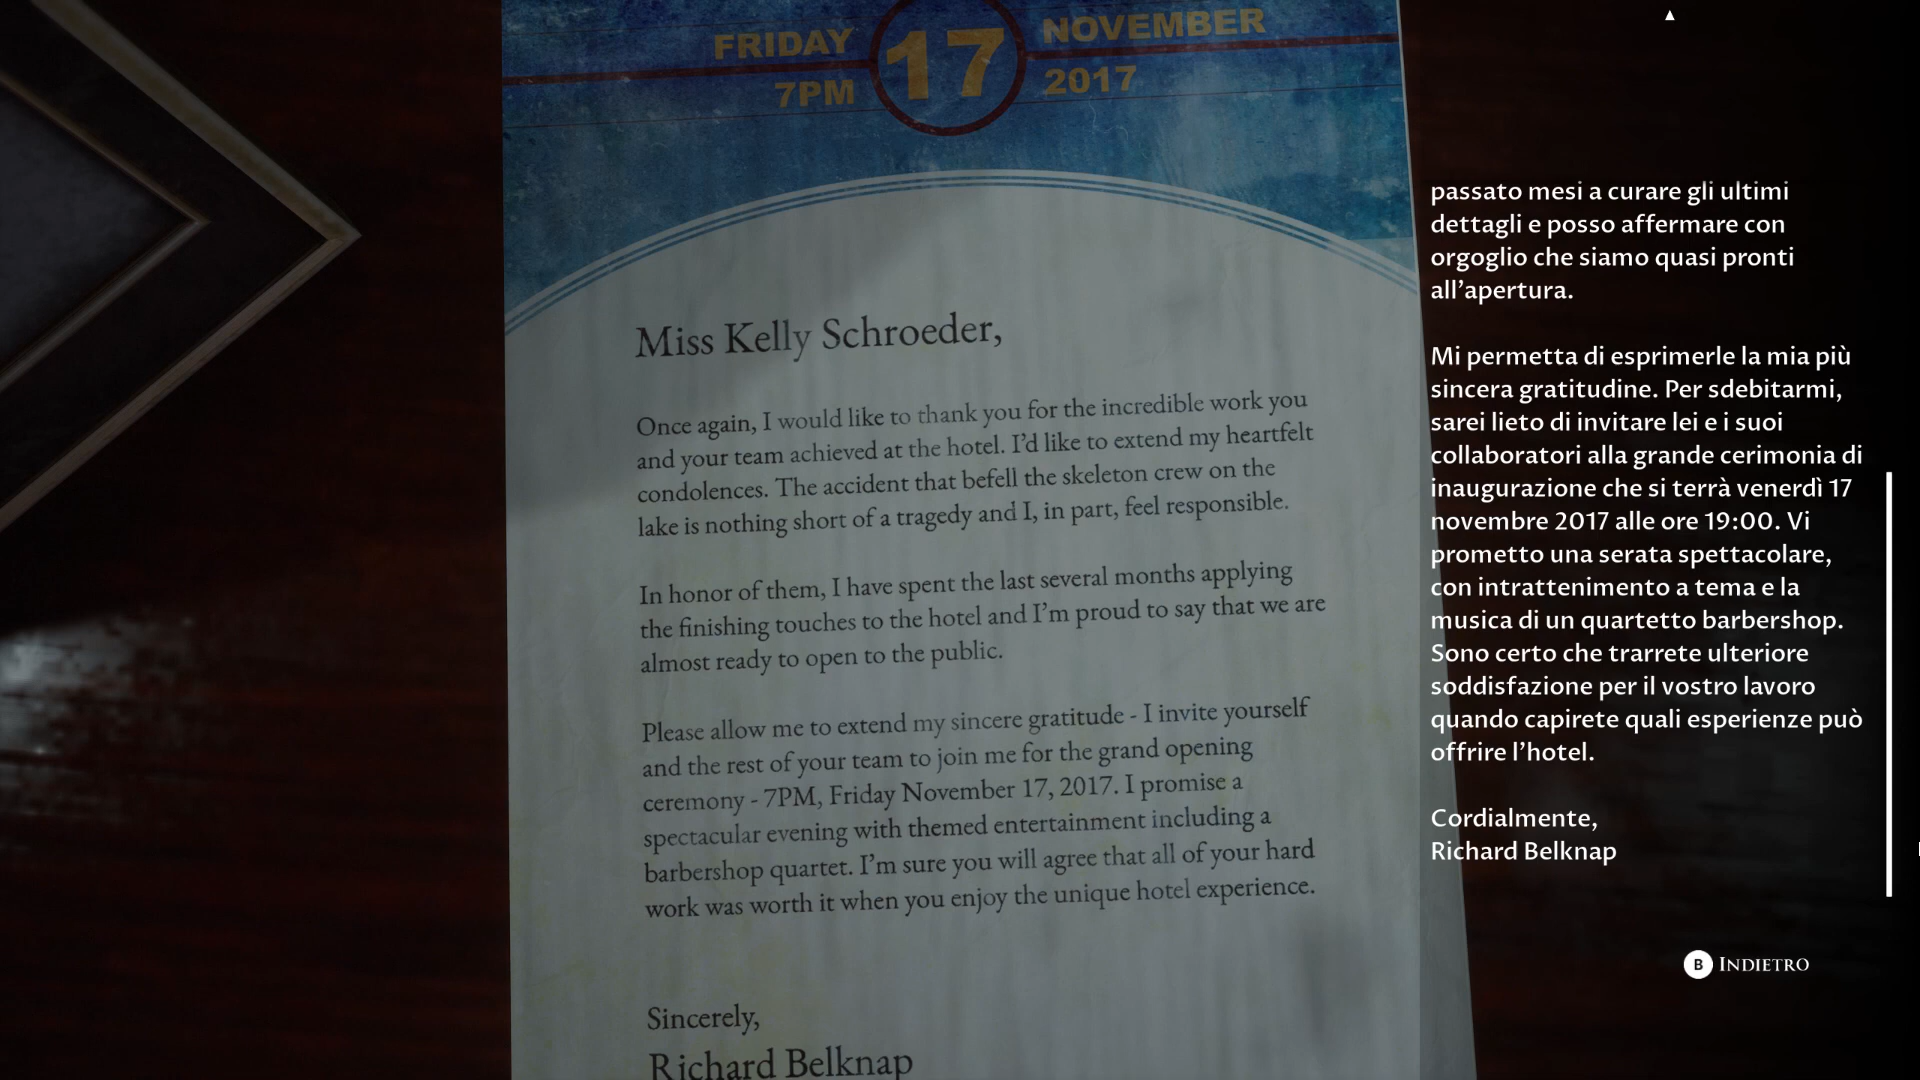 FRIDAY
7PM
17
NOVEMBER
2017
Miss Kelly Schroeder,
Once again, I would like to thank you for the incredible work you
and your team achieved at the hotel. I'd like to extend my heartfelt
condolences. The accident that befell the skeleton crew on the
lake is nothing short of a tragedy and I, in part, feel responsible.
In honor of them, I have spent the last several months applying
the finishing touches to the hotel and I'm proud to say that we are
almost ready to open to the public.
Please allow me to extend my sincere gratitude - I invite yourself
and the rest of your team to join me for the grand opening
ceremony - 7PM, Friday November 17, 2017. I promise a
spectacular evening with themed entertainment including a
barbershop quartet. I'm sure you will agree that all of your hard
work was worth it when you enjoy the unique hotel experience.
Sincerely,
Richard Belknap
passato mesi a curare gli ultimi
dettagli e posso affermare con
orgoglio che siamo quasi pronti
all'apertura.
Mi permetta di esprimerle la mia più
sincera gratitudine. Per sdebitarmi,
sarei lieto di invitare lei e i suoi
collaboratori alla grande cerimonia di
inaugurazione che si terrà venerdì 17
novembre 2017 alle ore 19:00. Vi
prometto una serata spettacolare,
con intrattenimento a tema e la
musica di un quartetto barbershop.
Sono certo che trarrete ulteriore
soddisfazione per il vostro lavoro
quando capirete quali esperienze può
offrire l'hotel.
Cordialmente,
Richard Belknap
B INDIETRO